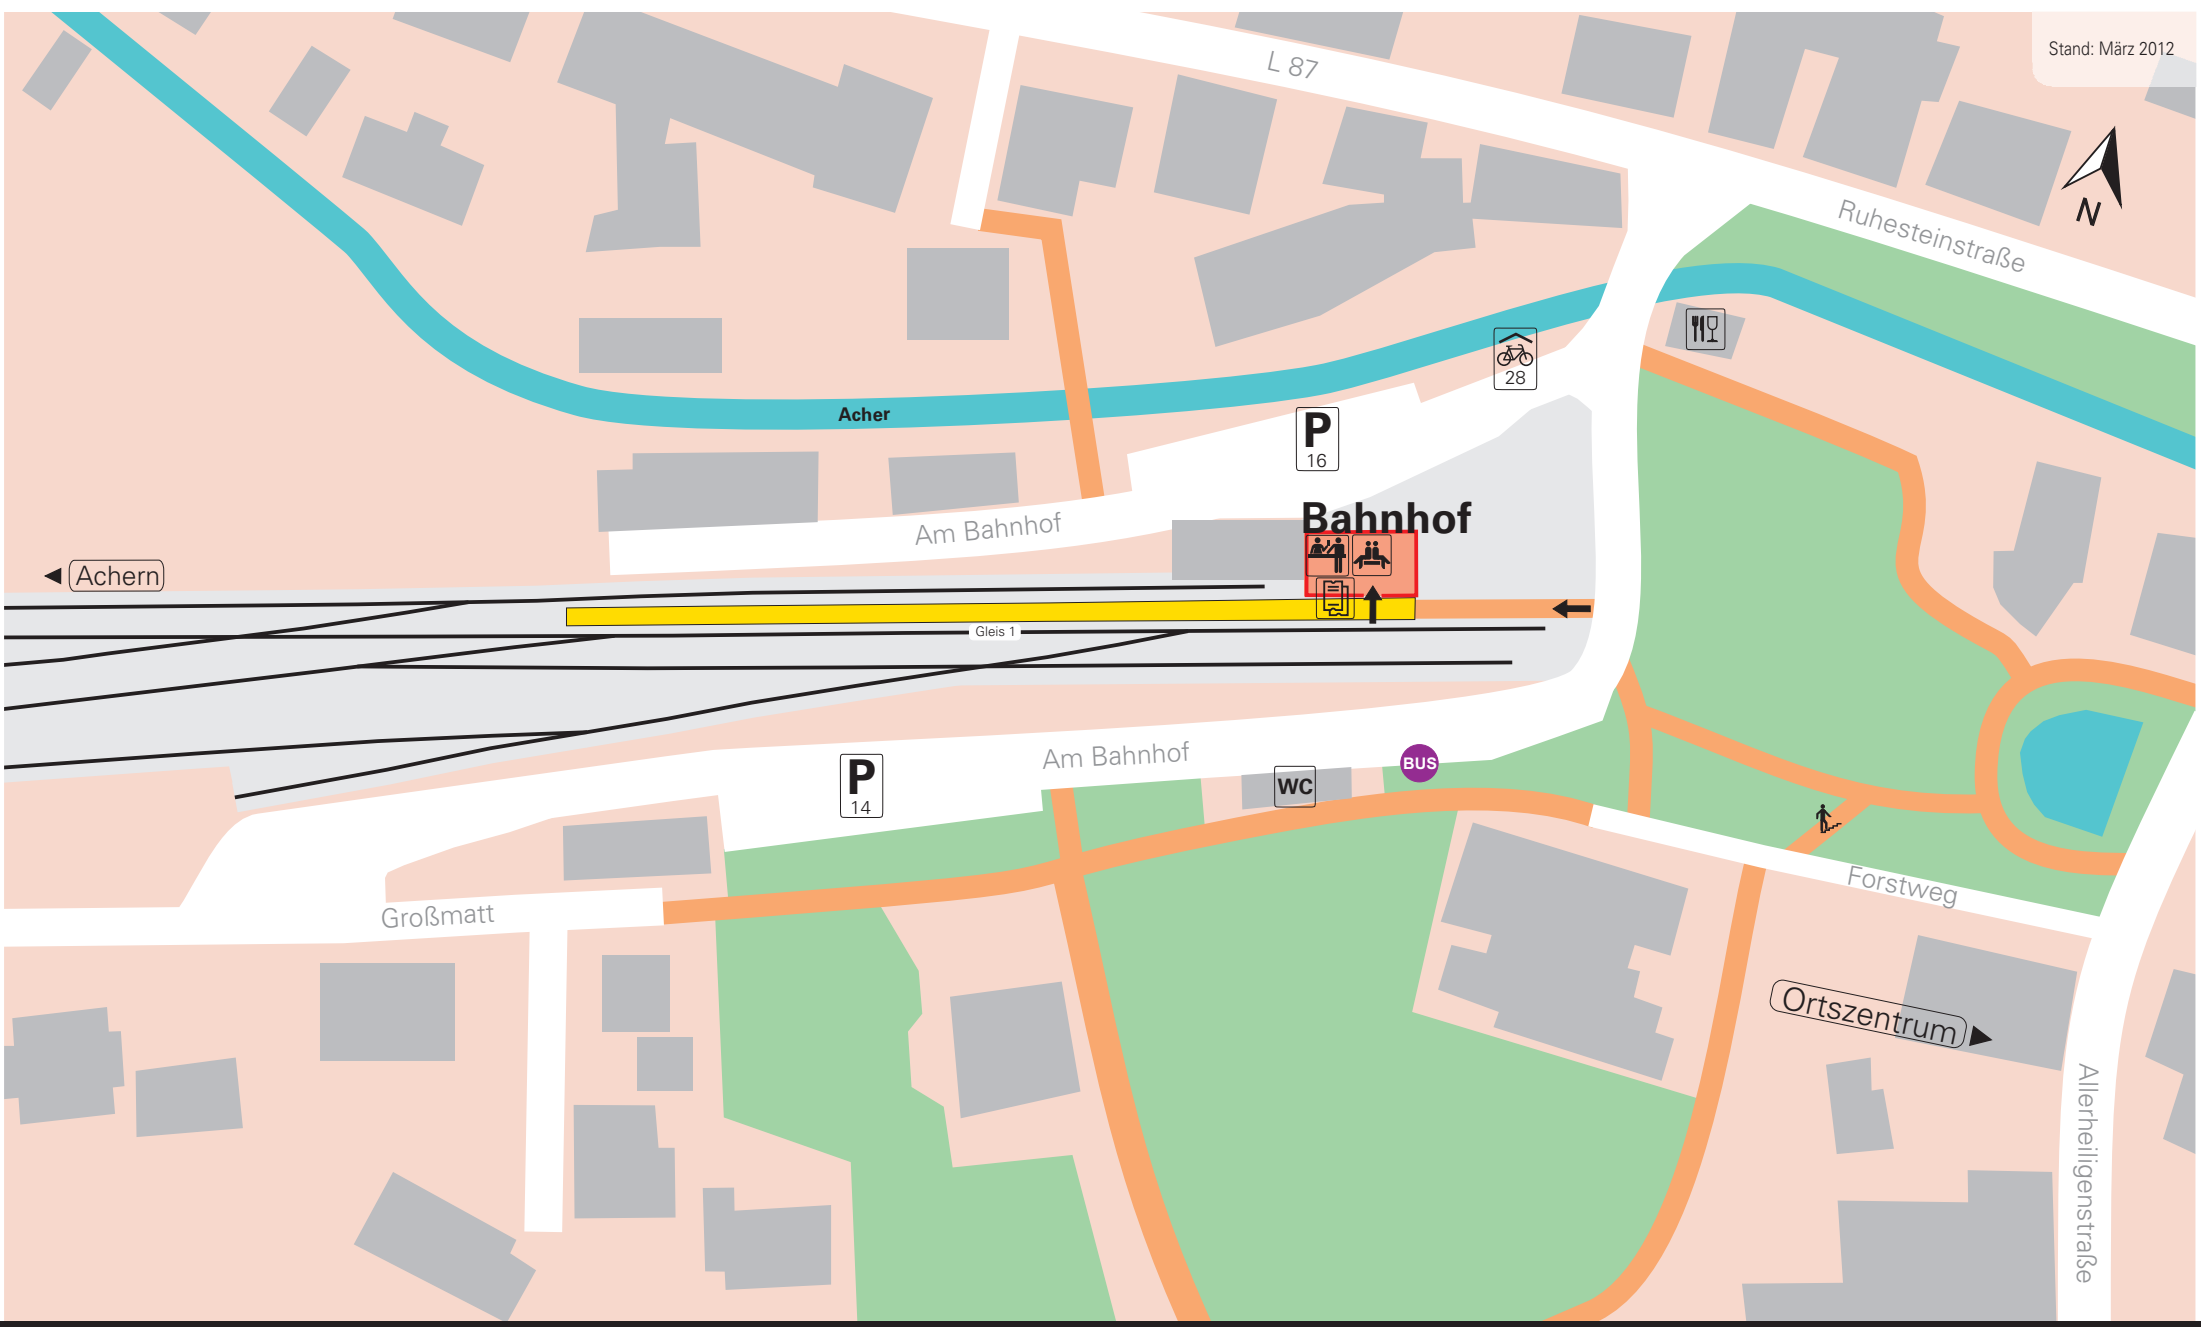 Stand: März 2012
L 87
Ruhesteinstraße
N
28
Acher
P
16
Bahnhof
Am Bahnhof
Achern
Gleis 1
Am Bahnhof
BUS
P
14
WC
Forstweg
Großmatt
Ortszentrum
Allerheiligenstraße